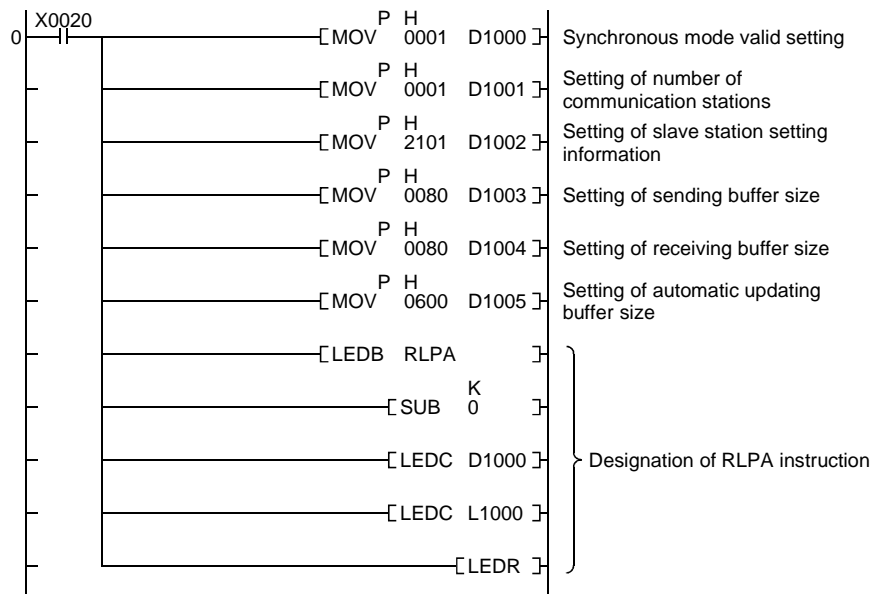 X0020
P H
0 MOV 0001 D1000 Synchronous mode valid setting
P H
MOV 0001 D1001 Setting of number of
communication stations
P H
MOV 2101 D1002 Setting of slave station setting
information
P H
MOV 0080 D1003 Setting of sending buffer size
P H
MOV 0080 D1004 Setting of receiving buffer size
P H
MOV 0600 D1005 Setting of automatic updating
buffer size
LEDB RLPA
K
SUB 0
LEDC D1000 Designation of RLPA instruction
LEDC L1000
LEDR